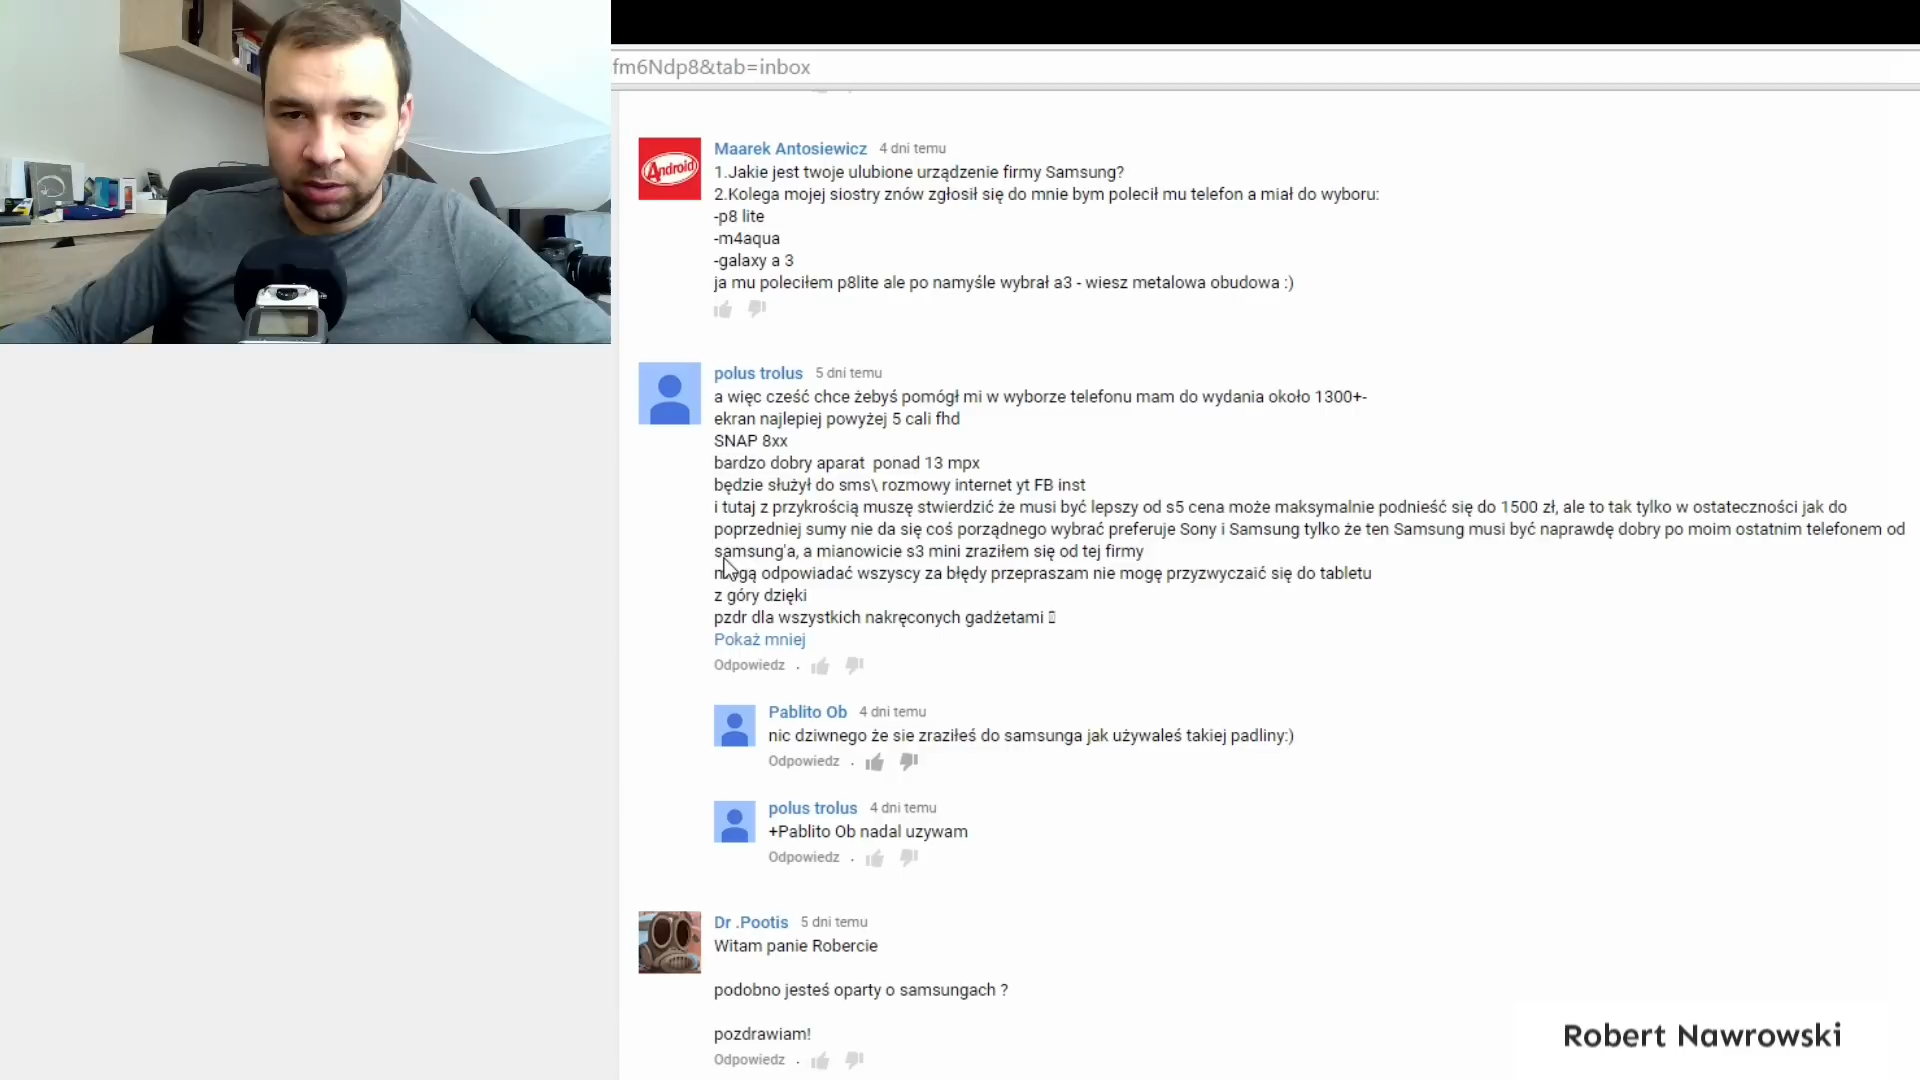 fm6Ndp8&tab=inbox
Android
Maarek Antosiewicz 4 dni temu
1.Jakie jest twoje ulubione urządzenie firmy Samsung?
2.Kolega mojej siostry znów zgłosił się do mnie bym polecił mu telefon a miał do wyboru:
-p8 lite
-m4aqua
-galaxy a 3
ja mu poleciłem p8lite ale po namyśle wybrał a3 - wiesz metalowa obudowa :)
polus trolus 5 dni temu
a więc cześć chce żebyś pomógł mi w wyborze telefonu mam do wydania około 1300+-
ekran najlepiej powyżej 5 cali fhd
SNAP 8xx
bardzo dobry aparat ponad 13 mpx
będzie służył do sms\ rozmowy internet yt FB inst
i tutaj z przykrością muszę stwierdzić że musi być lepszy od s5 cena może maksymalnie podnieść się do 1500 zł, ale to tak tylko w ostateczności jak do
poprzedniej sumy nie da się coś porządnego wybrać preferuje Sony i Samsung tylko że ten Samsung musi być naprawdę dobry po moim ostatnim telefonem od
samsung'a, a mianowicie s3 mini zraziłem się od tej firmy
mogą odpowiadać wszyscy za błędy przepraszam nie mogę przyzwyczaić się do tabletu
z góry dzięki
pzdr dla wszystkich nakręconych gadżetami
Pokaż mniej
Odpowiedz .
Pablito Ob 4 dni temu
nic dziwnego że sie zraziłeś do samsunga jak używaleś takiej padliny:)
Odpowiedz .
polus trolus 4 dni temu
+Pablito Ob nadal uzywam
Odpowiedz .
Dr .Pootis 5 dni temu
Witam panie Robercie
podobno jesteś oparty o samsungach ?
pozdrawiam!
Odpowiedz .
Robert Nawrowski